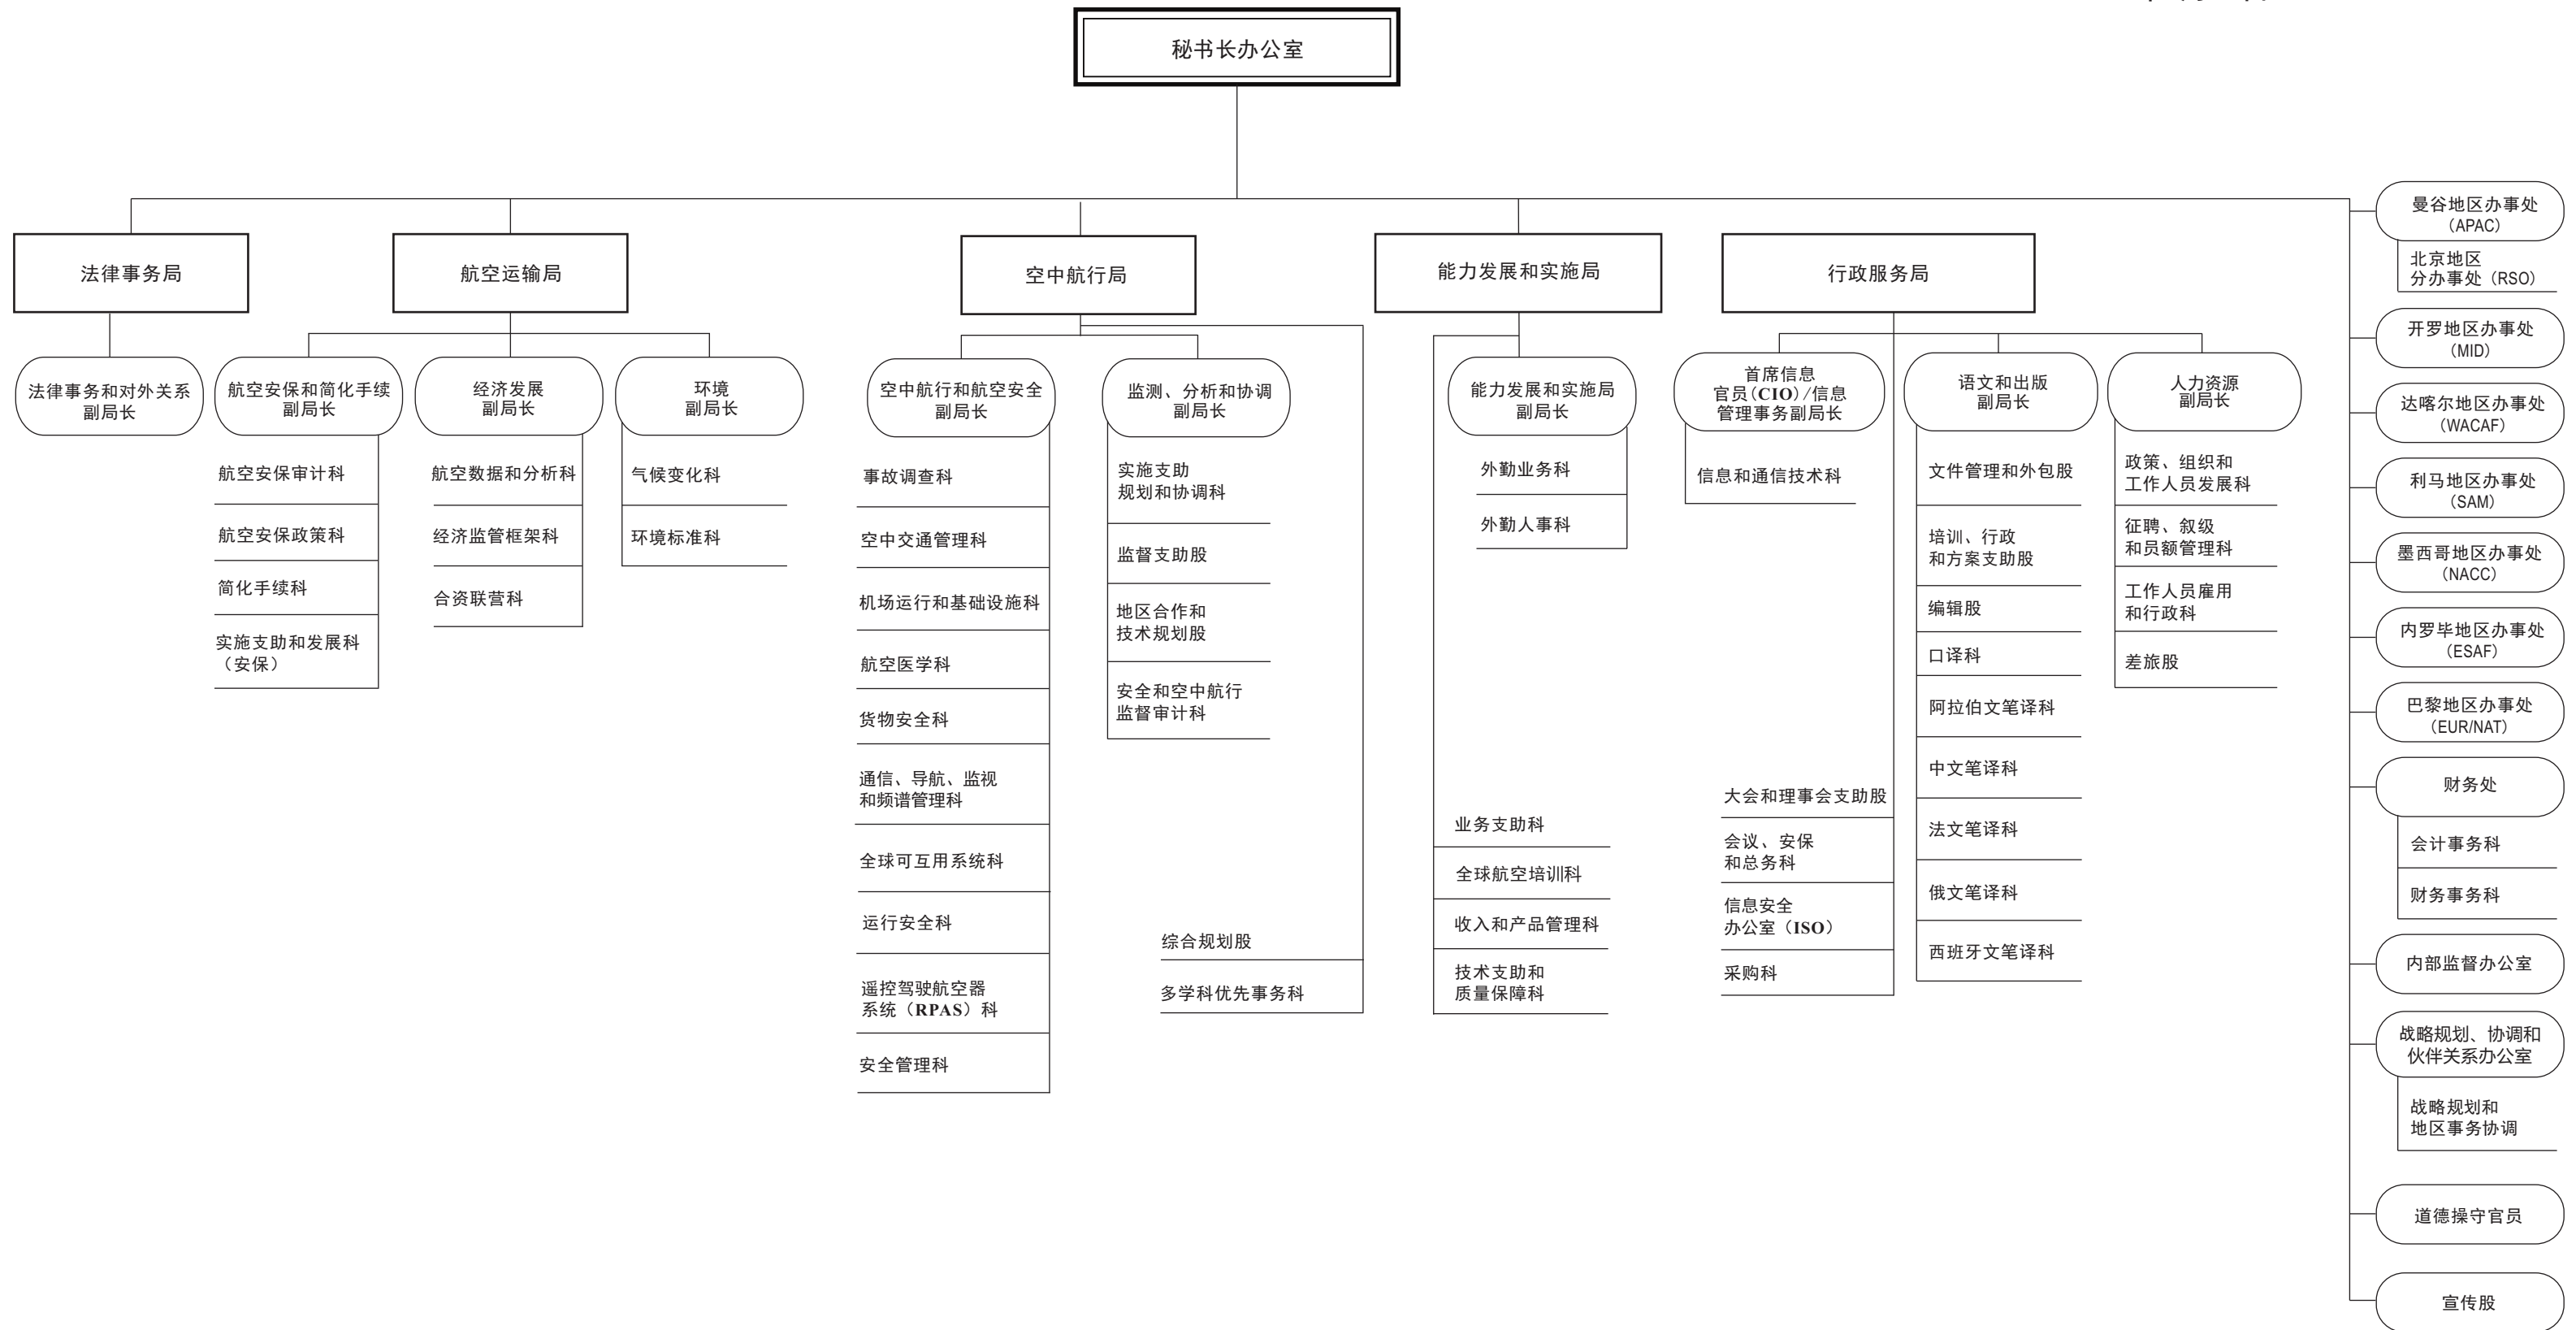 秘书长办公室
法律事务局
法律事务和对外关系
副局长
航空运输局
航空安保和简化手续
副局长
航空安保审计科
航空安保政策科
简化手续科
实施支助和发展科
（安保）
经济发展
副局长
航空数据和分析科
经济监管框架科
合资联营科
环境
副局长
气候变化科
环境标准科
空中航行局
空中航行和航空安全
副局长
事故调查科
空中交通管理科
机场运行和基础设施科
航空医学科
货物安全科
通信、导航、监视
和频谱管理科
全球可互用系统科
运行安全科
遥控驾驶航空器
系统（RPAS）科
安全管理科
监测、分析和协调
副局长
实施支助
规划和协调科
监督支助股
地区合作和
技术规划股
安全和空中航行
监督审计科
综合规划股
多学科优先事务科
能力发展和实施局
能力发展和实施局
副局长
外勤业务科
外勤人事科
业务支助科
全球航空培训科
收入和产品管理科
技术支助和
质量保障科
行政服务局
首席信息
官员(CIO)/信息
管理事务副局长
信息和通信技术科
大会和理事会支助股
会议、安保
和总务科
信息安全
办公室（ISO）
采购科
语文和出版
副局长
文件管理和外包股
培训、行政
和方案支助股
编辑股
口译科
阿拉伯文笔译科
中文笔译科
法文笔译科
俄文笔译科
西班牙文笔译科
人力资源
副局长
政策、组织和
工作人员发展科
征聘、叙级
和员额管理科
工作人员雇用
和行政科
差旅股
曼谷地区办事处
（APAC）
北京地区
分办事处（RSO）
开罗地区办事处
（MID）
达喀尔地区办事处
（WACAF）
利马地区办事处
（SAM）
墨西哥地区办事处
（NACC）
内罗毕地区办事处
（ESAF）
巴黎地区办事处
（EUR/NAT）
财务处
会计事务科
财务事务科
内部监督办公室
战略规划、协调和
伙伴关系办公室
战略规划和
地区事务协调
道德操守官员
宣传股